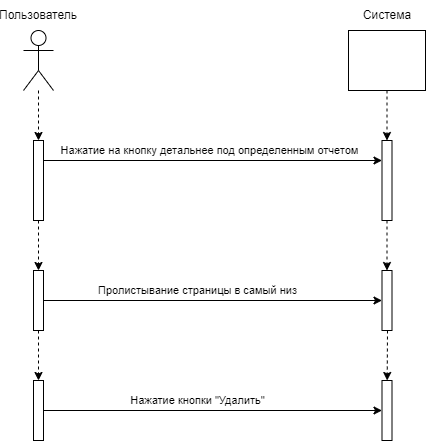 Пользователь
Система
Нажатие на кнопку детальнее под определенным отчетом
Пролистывание страницы в самый низ
Нажатие кнопки "Удалить"